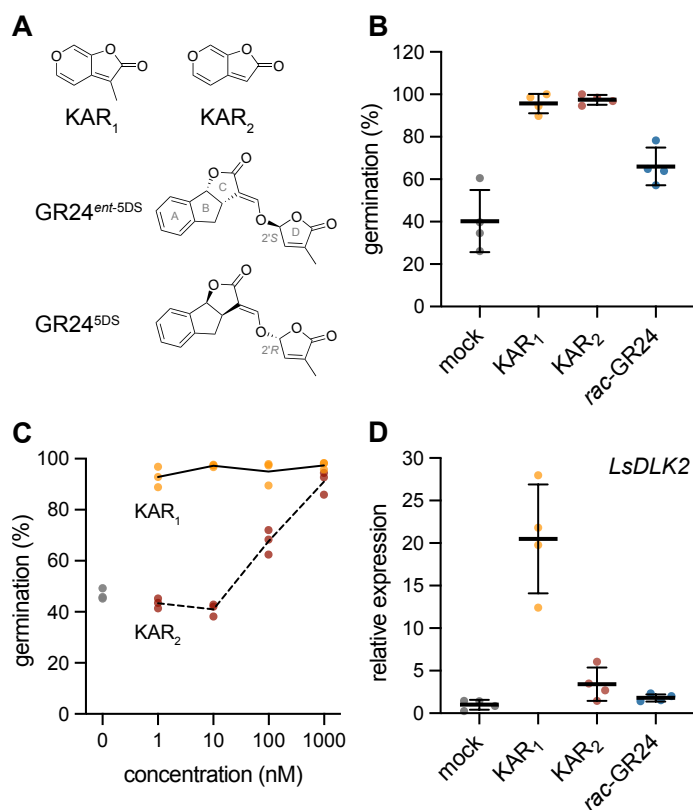 A
O
O
O
KAR₁
O
O
O
KAR₂
GR24ᵉⁿᵗ⁻⁵ᴰˢ
O
O
C
A
B
O
O
O
D
2'S
GR24⁵ᴰˢ
O
O
O
O
O
2'R
B
germination (%)
120
100
80
60
40
20
0
mock
KAR₁
KAR₂
rac-GR24
C
germination (%)
100
80
60
40
20
0
KAR₁
KAR₂
0
1
10
100
1000
concentration (nM)
D
LsDLK2
relative expression
30
25
20
15
10
5
0
mock
KAR₁
KAR₂
rac-GR24